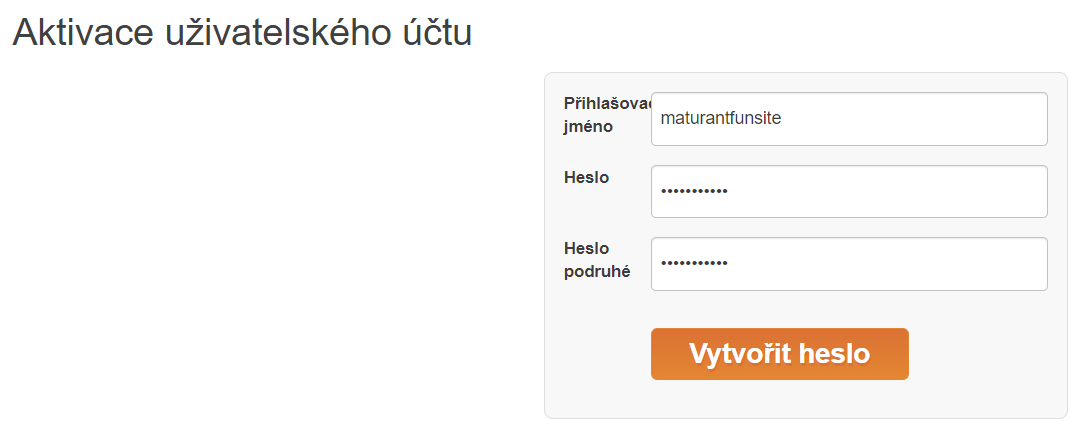 Aktivace uživatelského účtu
Přihlašovac
jméno
maturantfunsite
Heslo
•••••••••••
Heslo
podruhé
•••••••••••
Vytvořit heslo